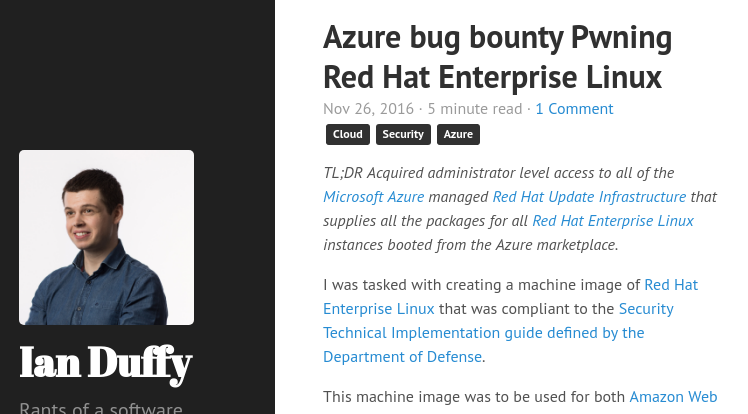 Azure bug bounty Pwning
Red Hat Enterprise Linux
Nov 26, 2016 · 5 minute read · 1 Comment
Cloud Security Azure
TL;DR Acquired administrator level access to all of the
Microsoft Azure managed Red Hat Update Infrastructure that
supplies all the packages for all Red Hat Enterprise Linux
instances booted from the Azure marketplace.
I was tasked with creating a machine image of Red Hat
Enterprise Linux that was compliant to the Security
Technical Implementation guide defined by the
Department of Defense.
This machine image was to be used for both Amazon Web
Ian Duffy
Rants of a software